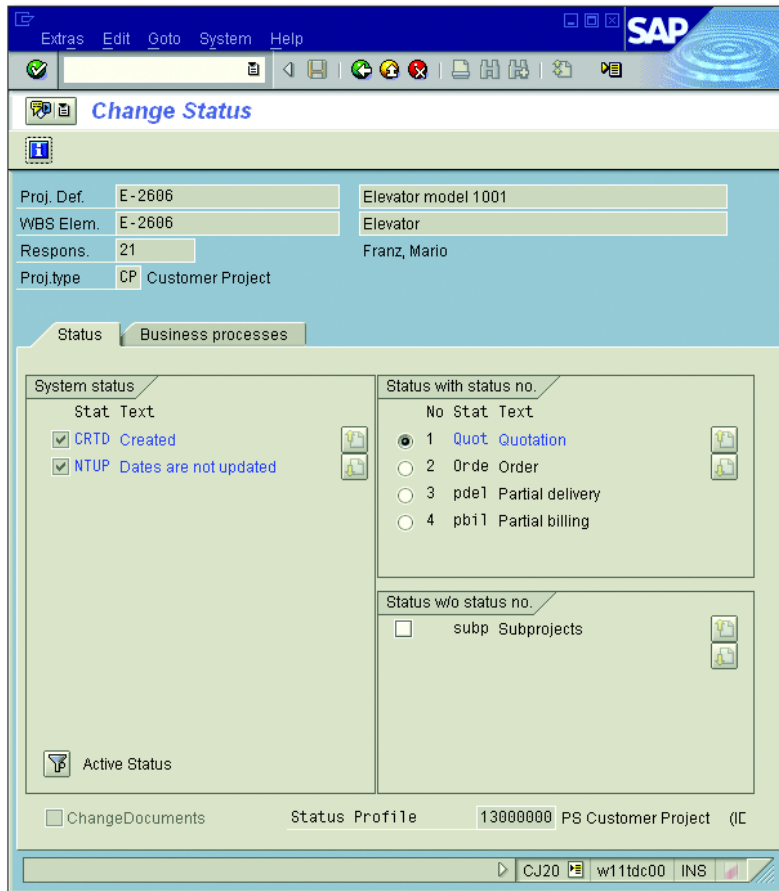 Extras Edit Goto System Help
SAP
Change Status
Proj. Def. E-2606 Elevator model 1001
WBS Elem. E-2606 Elevator
Respons. 21 Franz, Mario
Proj.type CP Customer Project
Status Business processes
System status
Stat Text
CRTD Created
NTUP Dates are not updated
Active Status
Status with status no.
No Stat Text
1 Quot Quotation
2 Orde Order
3 pdel Partial delivery
4 pbil Partial billing
Status w/o status no.
subp Subprojects
ChangeDocuments Status Profile 13000000 PS Customer Project (ID
CJ20 w11tdc00 INS